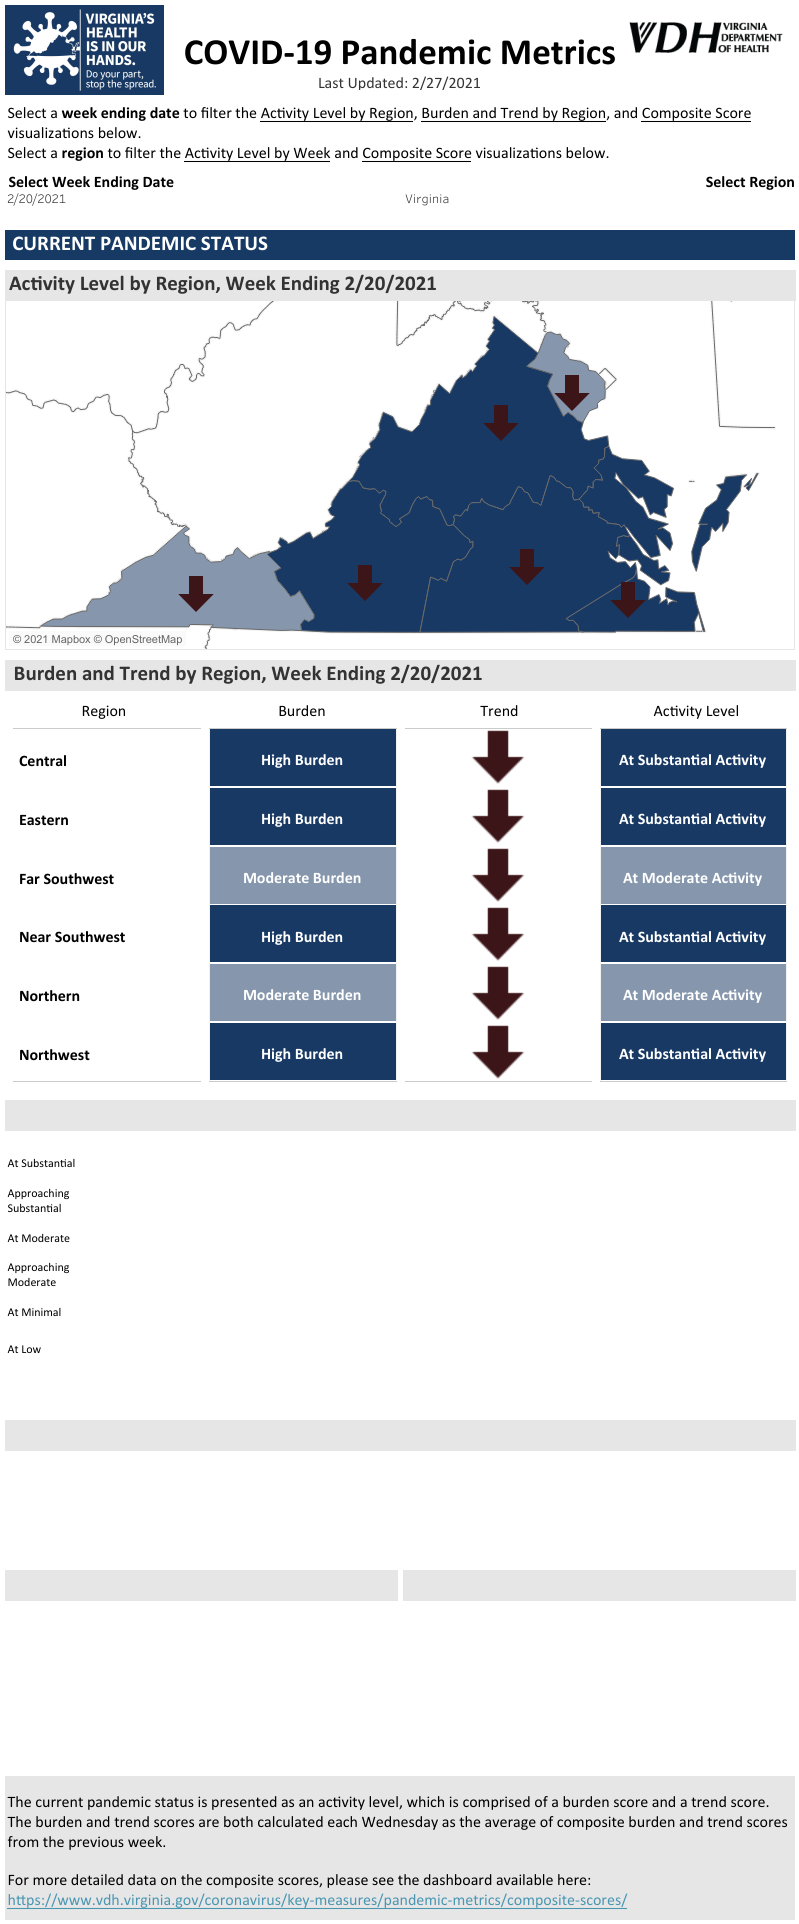 VIRGINIA'S
HEALTH
IS IN OUR
HANDS.
Do your part,
stop the spread.
COVID-19 Pandemic Metrics
Last Updated: 2/27/2021
VDH VIRGINIA
DEPARTMENT
OF HEALTH
Select a week ending date to filter the Activity Level by Region, Burden and Trend by Region, and Composite Score
visualizations below.
Select a region to filter the Activity Level by Week and Composite Score visualizations below.
Select Week Ending Date Select Region
2/20/2021 Virginia
CURRENT PANDEMIC STATUS
Activity Level by Region, Week Ending 2/20/2021
© 2021 Mapbox © OpenStreetMap
Burden and Trend by Region, Week Ending 2/20/2021
Region Burden Trend Activity Level
Central High Burden At Substantial Activity
Eastern High Burden At Substantial Activity
Far Southwest Moderate Burden At Moderate Activity
Near Southwest High Burden At Substantial Activity
Northern Moderate Burden At Moderate Activity
Northwest High Burden At Substantial Activity
At Substantial
Approaching
Substantial
At Moderate
Approaching
Moderate
At Minimal
At Low
The current pandemic status is presented as an activity level, which is comprised of a burden score and a trend score.
The burden and trend scores are both calculated each Wednesday as the average of composite burden and trend scores
from the previous week.
For more detailed data on the composite scores, please see the dashboard available here:
https://www.vdh.virginia.gov/coronavirus/key-measures/pandemic-metrics/composite-scores/